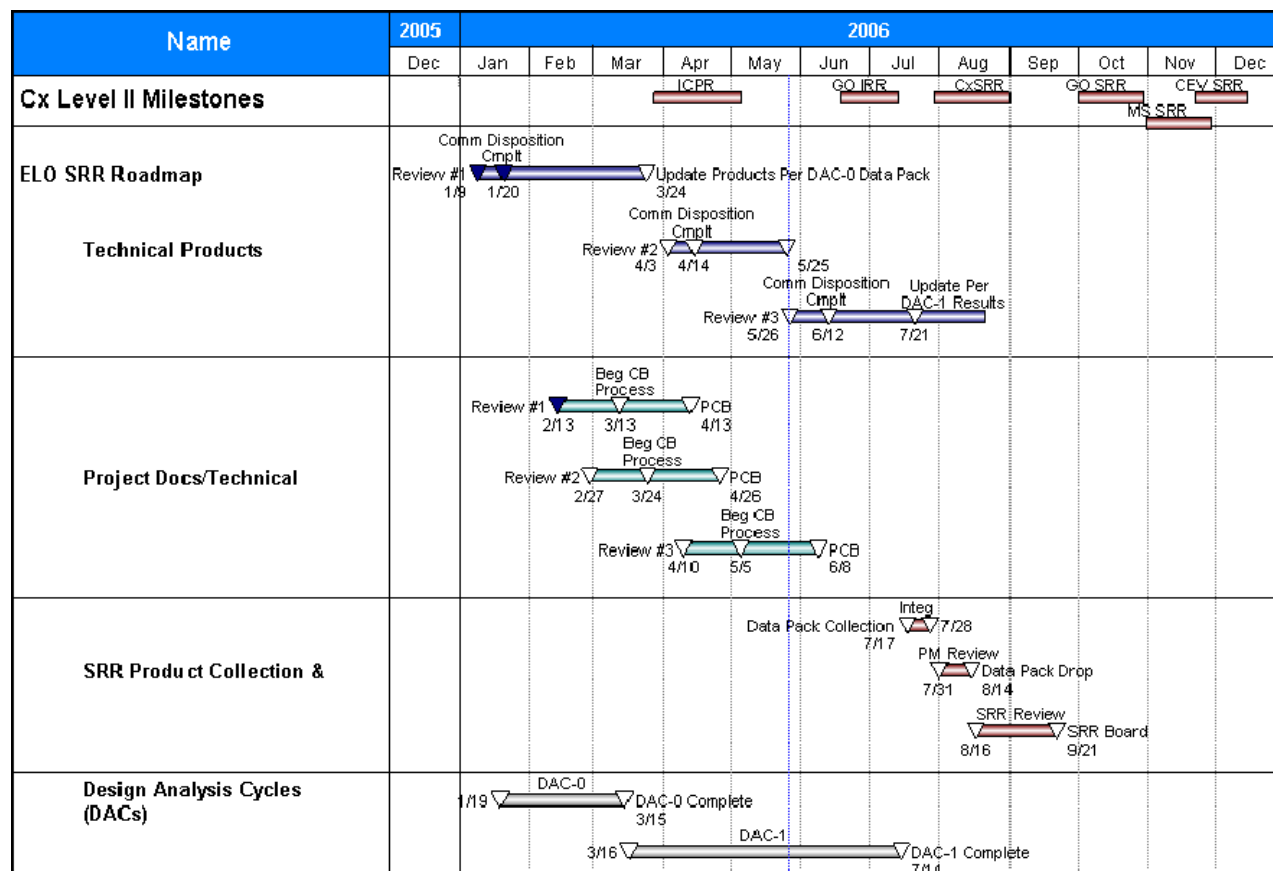 Name
2005
2006
Dec
Jan
Feb
Mar
Apr
May
Jun
Jul
Aug
Sep
Oct
Nov
Dec
Cx Level II Milestones
ICPR
GO IRR
CxSRR
GO SRR
CEV SRR
MS SRR
ELO SRR Roadmap
Comm Disposition
Cmplt
Review #1
Update Products Per DAC-0 Data Pack
1/9
1/20
3/24
Technical Products
Comm Disposition
Cmplt
Review #2
4/3
4/14
5/25
Comm Disposition
Cmplt
Update Per
DAC-1 Results
Review #3
5/26
6/12
7/21
Project Docs/Technical
Beg CB
Process
Review #1
PCB
2/13
3/13
4/13
Beg CB
Process
Review #2
PCB
2/27
3/24
4/26
Beg CB
Process
Review #3
PCB
4/10
5/5
6/8
SRR Product Collection &
Integ
Data Pack Collection
7/28
7/17
PM Review
Data Pack Drop
7/31
8/14
SRR Review
SRR Board
8/16
9/21
Design Analysis Cycles
(DACs)
DAC-0
1/19
DAC-0 Complete
3/15
DAC-1
3/16
DAC-1 Complete
7/14